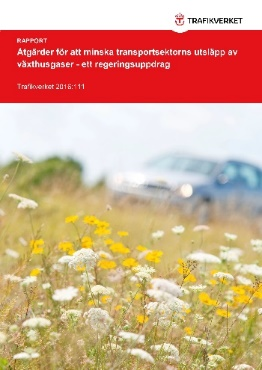 TRAFIKVERKET
RAPPORT
Åtgärder för att minska transportsektorns utsläpp av
växthusgaser - ett regeringsuppdrag
Trafikverket 2016:111